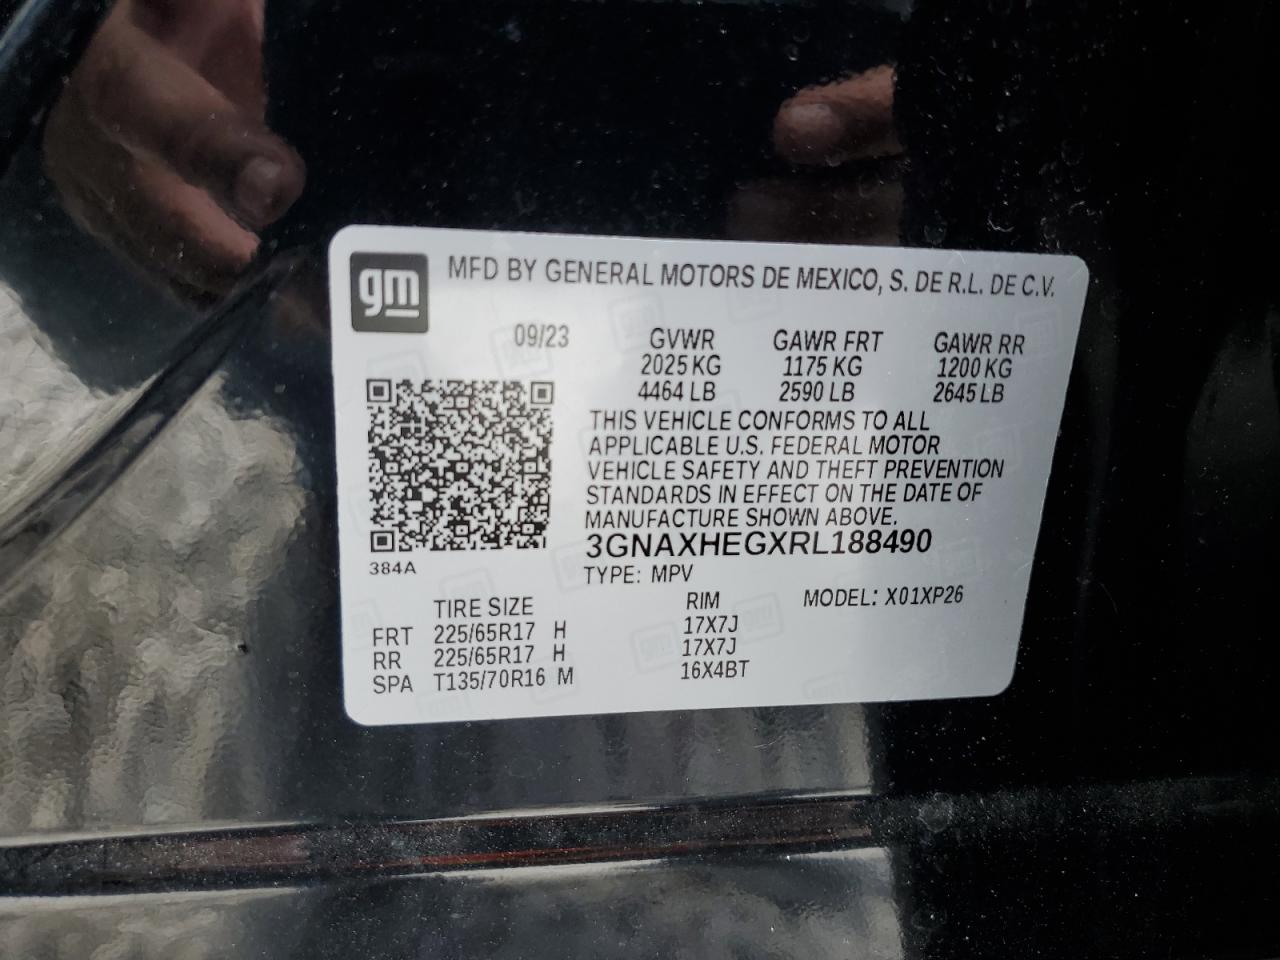 gm
MFD BY GENERAL MOTORS DE MEXICO, S. DE R.L. DE C.V.
09/23 GVWR GAWR FRT GAWR RR
2025 KG 1175 KG 1200 KG
4464 LB 2590 LB 2645 LB
THIS VEHICLE CONFORMS TO ALL
APPLICABLE U.S. FEDERAL MOTOR
VEHICLE SAFETY AND THEFT PREVENTION
STANDARDS IN EFFECT ON THE DATE OF
MANUFACTURE SHOWN ABOVE.
3GNAXHEGXRL188490
384A
TYPE: MPV
MODEL: X01XP26
TIRE SIZE RIM
FRT 225/65R17 H 17X7J
RR 225/65R17 H 17X7J
SPA T135/70R16 M 16X4BT